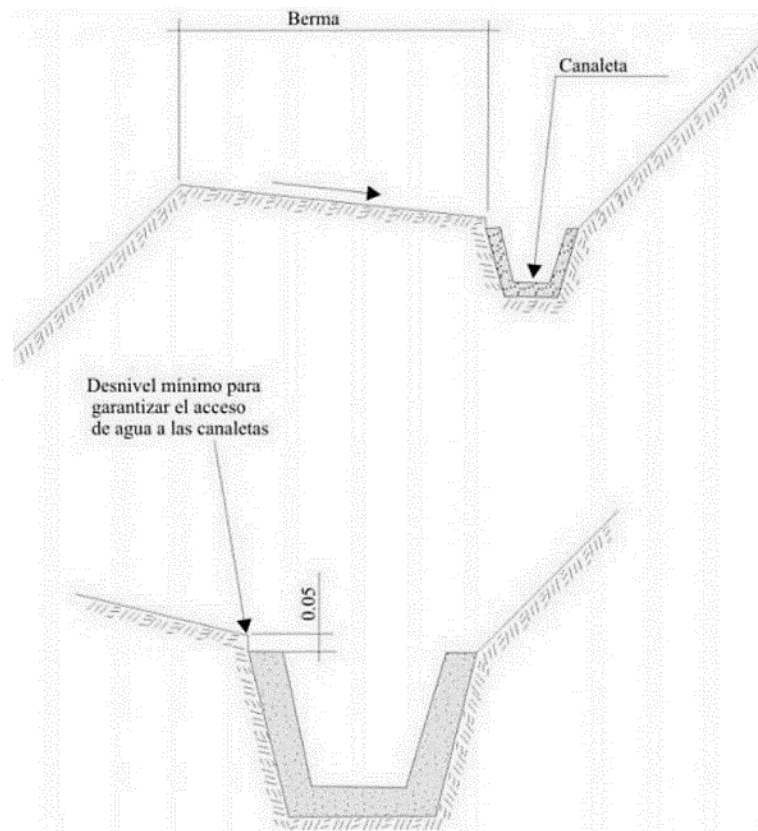 Berma
Canaleta
Desnivel mínimo para
garantizar el acceso
de agua a las canaletas
0.05